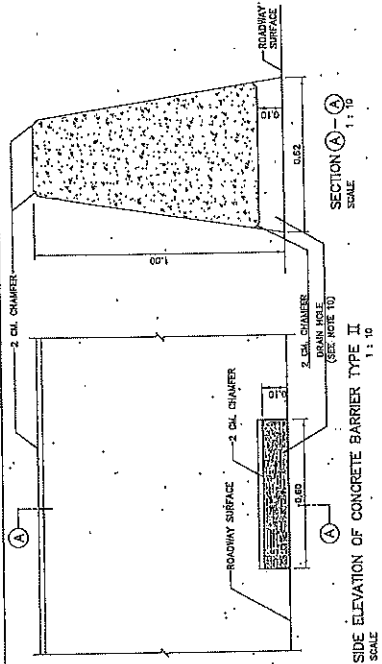 2 CM. CHAMFER
A
ROADWAY SURFACE
2 CM. CHAMFER
0.10
0.60
A
SIDE ELEVATION OF CONCRETE BARRIER TYPE II
SCALE 1 : 10
1.00
ROADWAY
SURFACE
0.10
0.62
2 CM. CHAMFER
DRAIN HOLE
(SEE NOTE 10)
SECTION A - A
SCALE 1 : 10